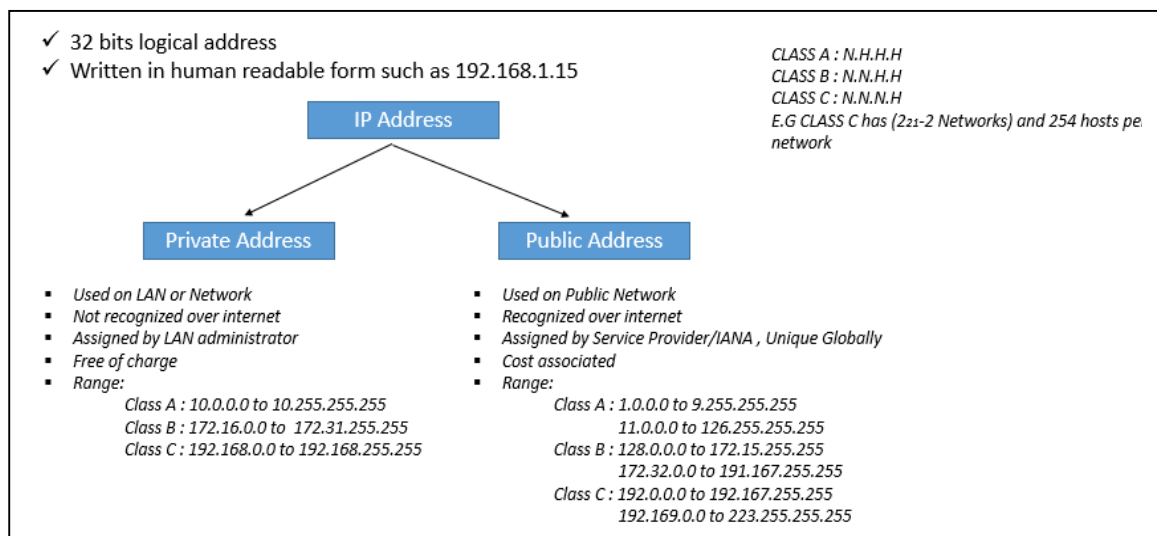 ✓ 32 bits logical address
✓ Written in human readable form such as 192.168.1.15
CLASS A : N.H.H.H
CLASS B : N.N.H.H
CLASS C : N.N.N.H
E.G CLASS C has (221-2 Networks) and 254 hosts pe
network
IP Address
Private Address
▪ Used on LAN or Network
▪ Not recognized over internet
▪ Assigned by LAN administrator
▪ Free of charge
▪ Range:
Class A : 10.0.0.0 to 10.255.255.255
Class B : 172.16.0.0 to 172.31.255.255
Class C : 192.168.0.0 to 192.168.255.255
Public Address
▪ Used on Public Network
▪ Recognized over internet
▪ Assigned by Service Provider/IANA , Unique Globally
▪ Cost associated
▪ Range:
Class A : 1.0.0.0 to 9.255.255.255
11.0.0.0 to 126.255.255.255
Class B : 128.0.0.0 to 172.15.255.255
172.32.0.0 to 191.167.255.255
Class C : 192.0.0.0 to 192.167.255.255
192.169.0.0 to 223.255.255.255